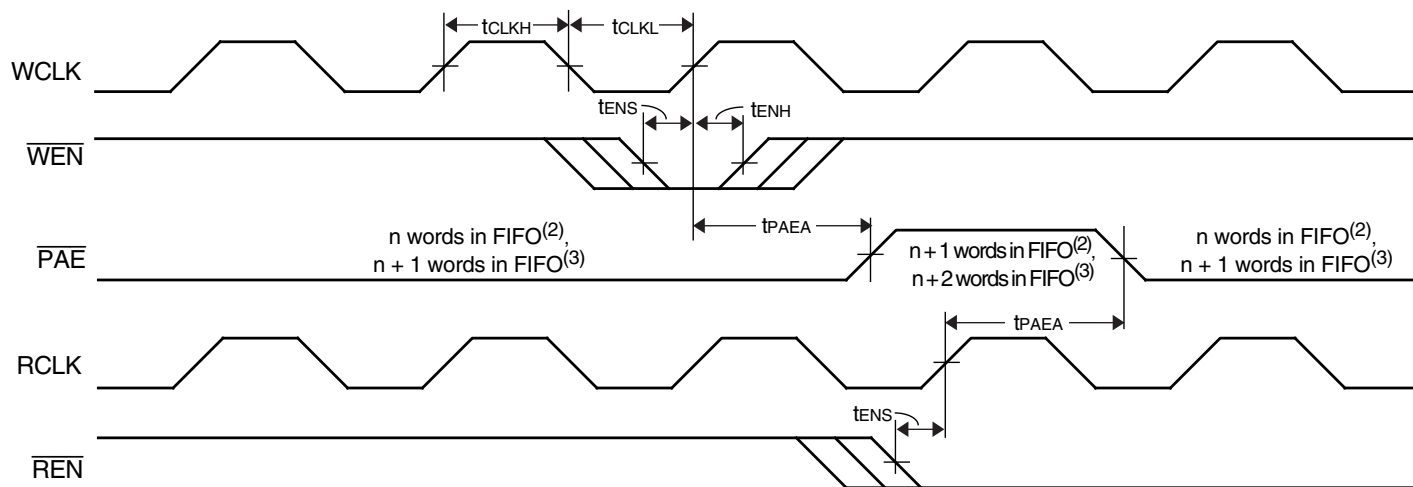 tCLKH
tCLKL
WCLK
tENS
tENH
WEN
tPAEA
PAE
n words in FIFO(2),
n + 1 words in FIFO(3)
n + 1 words in FIFO(2),
n + 2 words in FIFO(3)
n words in FIFO(2),
n + 1 words in FIFO(3)
tPAEA
RCLK
tENS
REN